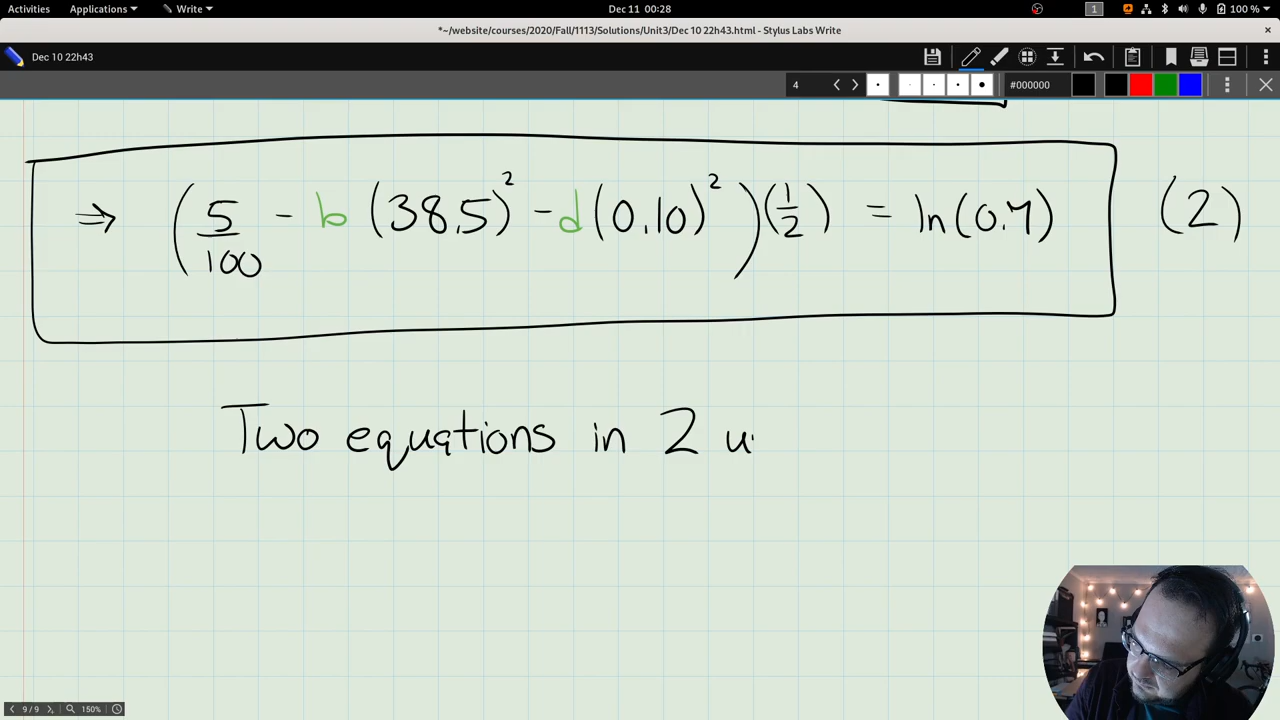 Activities Applications Write Dec 11 00:28 1 100 %
*~/website/courses/2020/Fall/1113/Solutions/Unit3/Dec 10 22h43.html - Stylus Labs Write
Dec 10 22h43
4 #000000
⇒ (5/100 - b (38.5)² - d(0.10)²)(1/2) = ln(0.7) (2)
Two equations in 2 u
9/9 150%